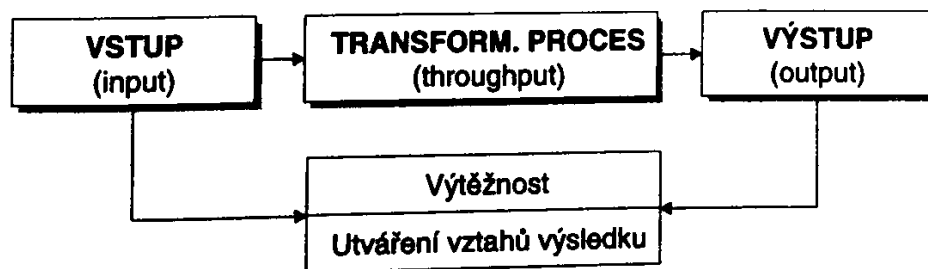 VSTUP
(input)
TRANSFORM. PROCES
(throughput)
VÝSTUP
(output)
Výtěžnost
Utváření vztahů výsledku